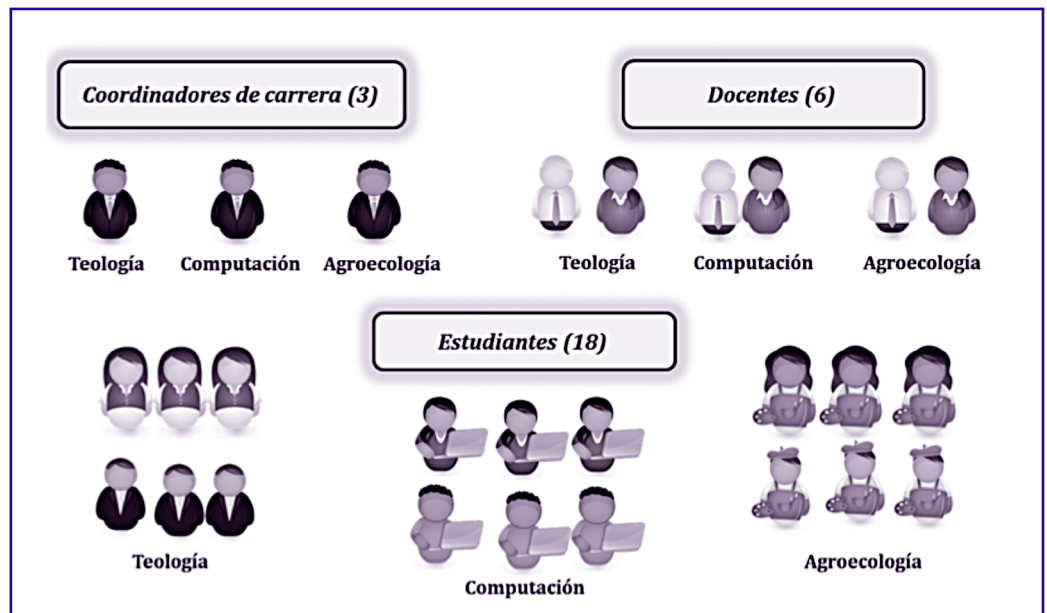 Coordinadores de carrera (3)
Docentes (6)
Teología
Computación
Agroecología
Teología
Computación
Agroecología
Estudiantes (18)
Teología
Computación
Agroecología